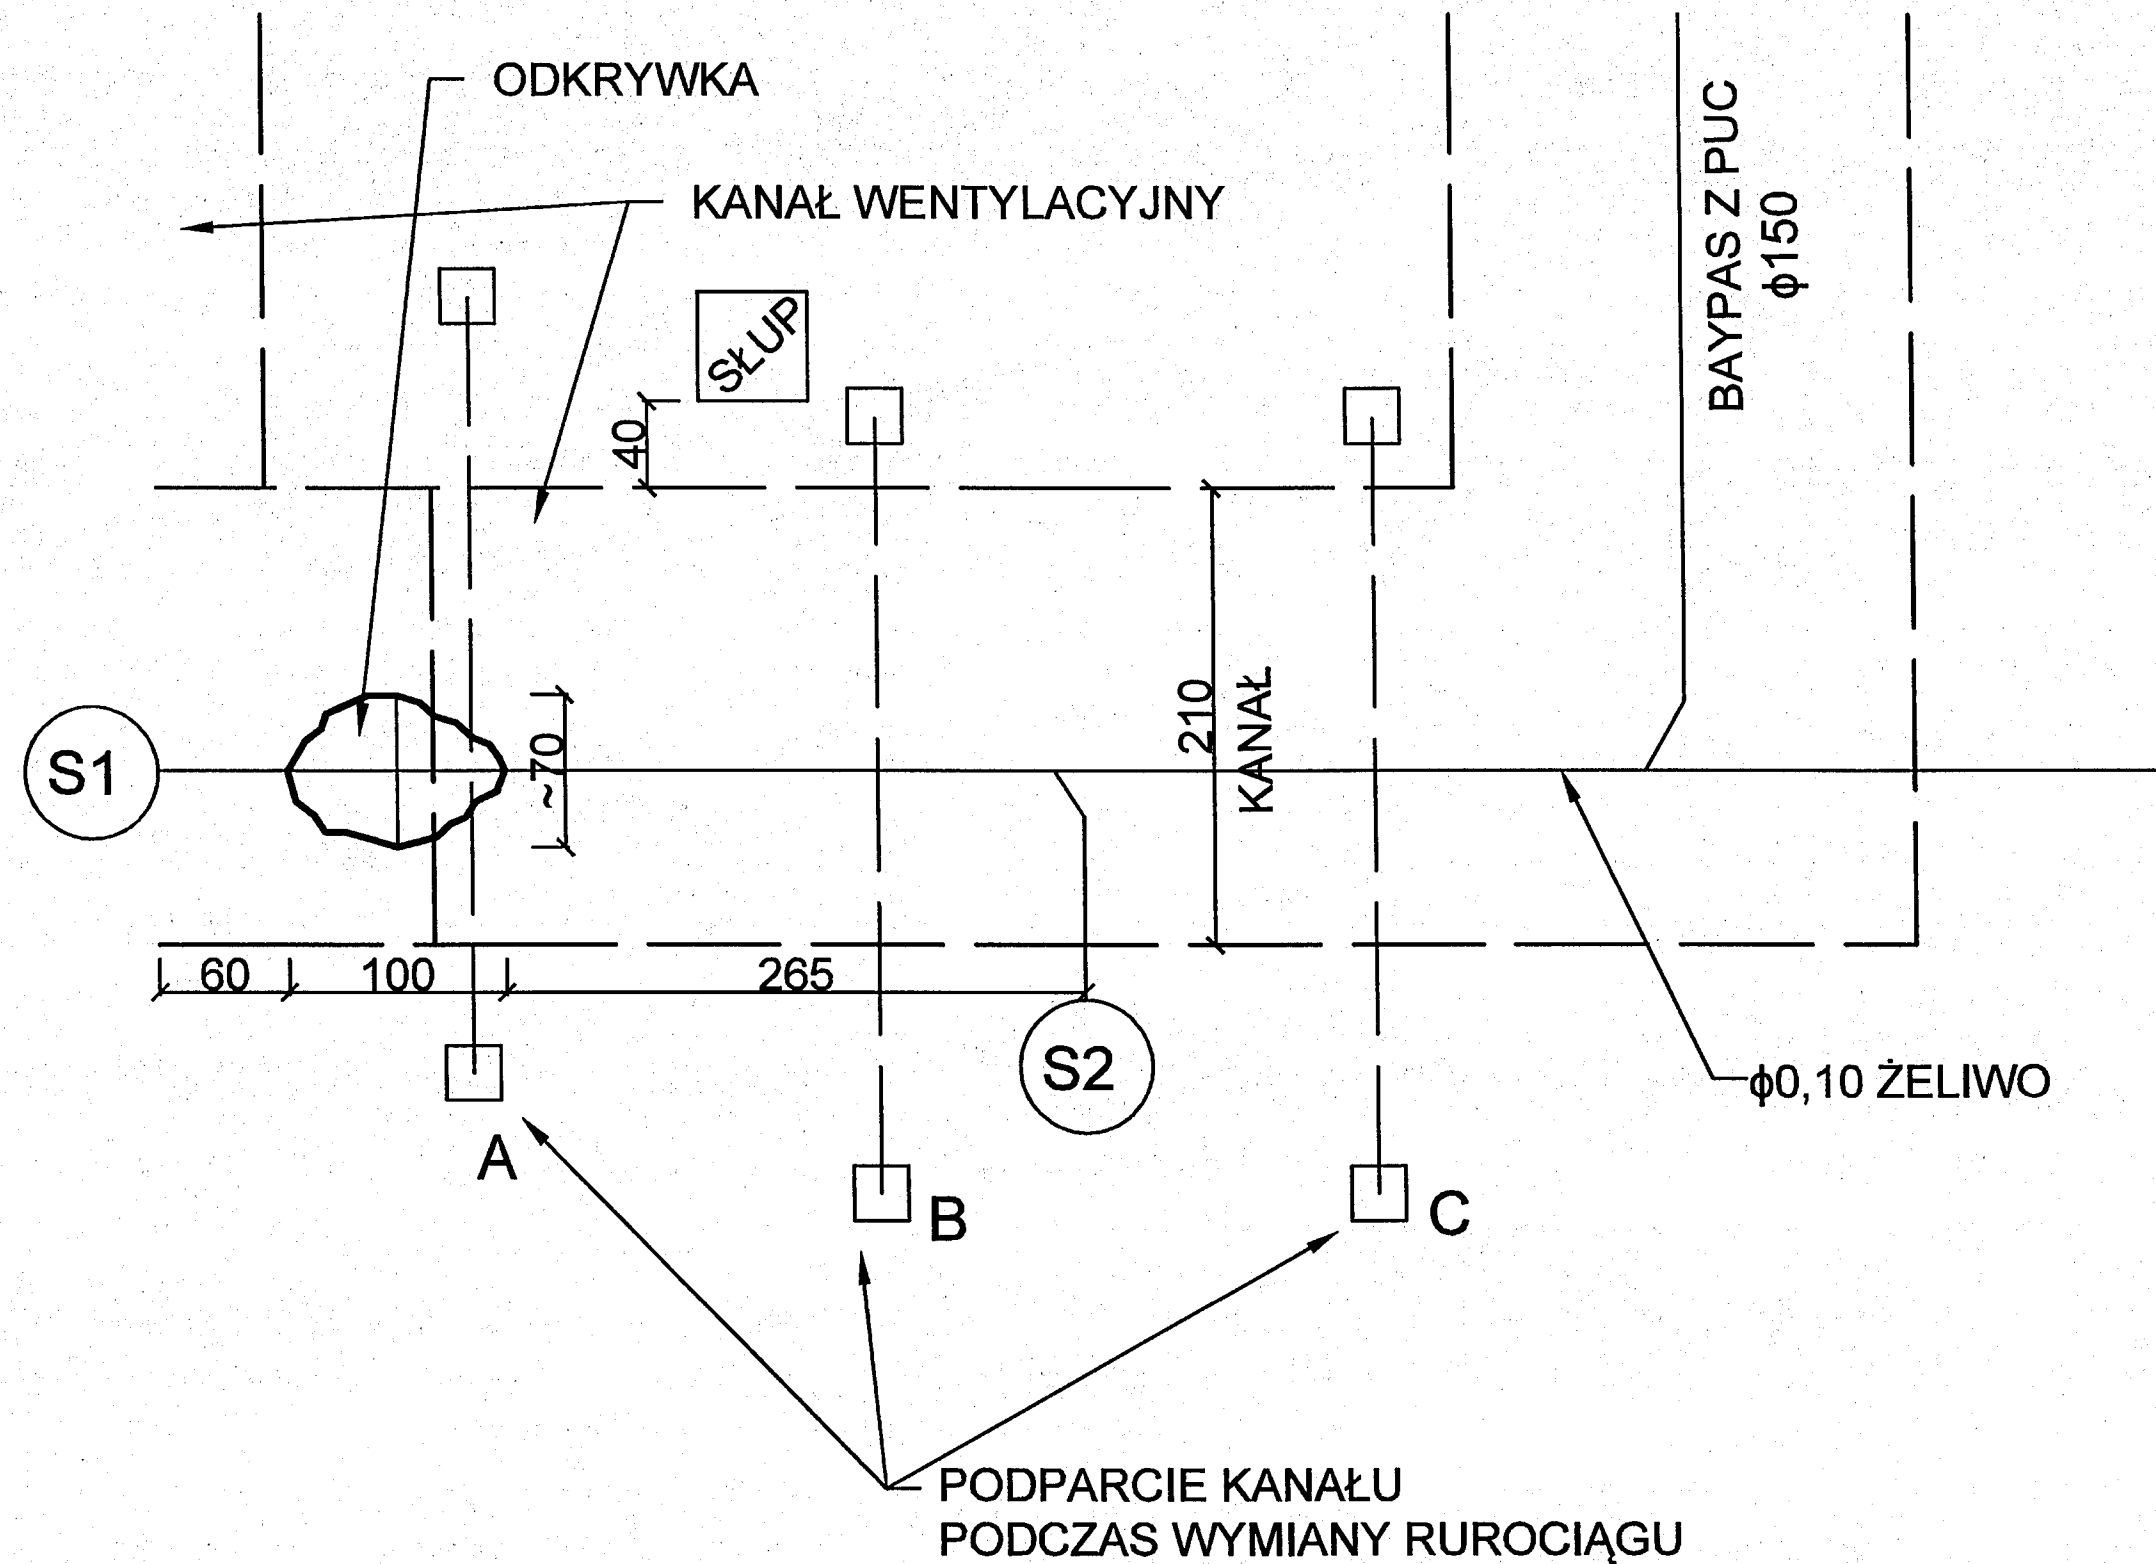 ODKRYWKA
KANAŁ WENTYLACYJNY
BAYPAS Z PUC
ϕ150
SŁUP
40
210
KANAŁ
S1
~70
60
100
265
S2
ϕ0,10 ŻELIWO
A
B
C
PODPARCIE KANAŁU
PODCZAS WYMIANY RUROCIĄGU